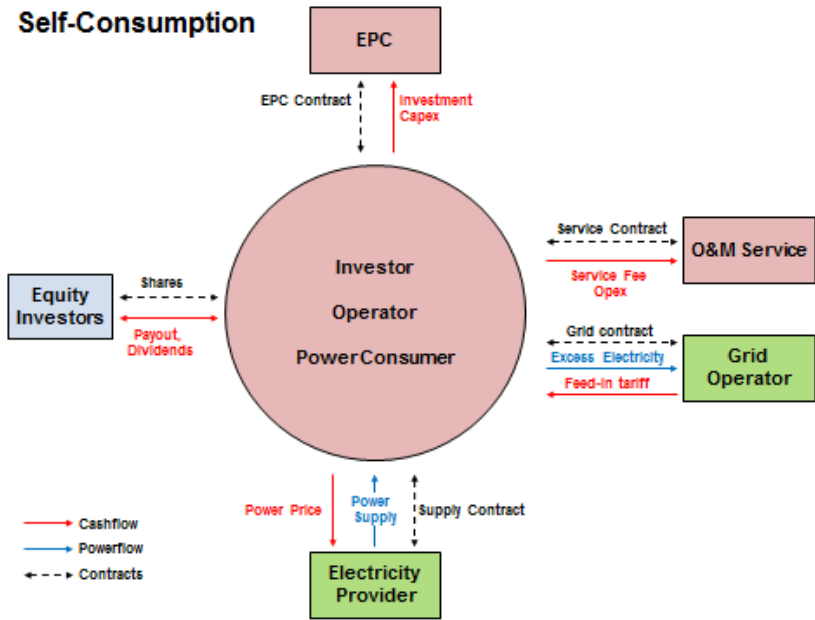 Self-Consumption
EPC
EPC Contract
Investment
Capex
Investor
Operator
Power Consumer
Service Contract
Service Fee
Opex
O&M Service
Shares
Payout,
Dividends
Equity
Investors
Grid contract
Excess Electricity
Feed-in tariff
Grid
Operator
Power Price
Power
Supply
Supply Contract
Cashflow
Powerflow
Contracts
Electricity
Provider